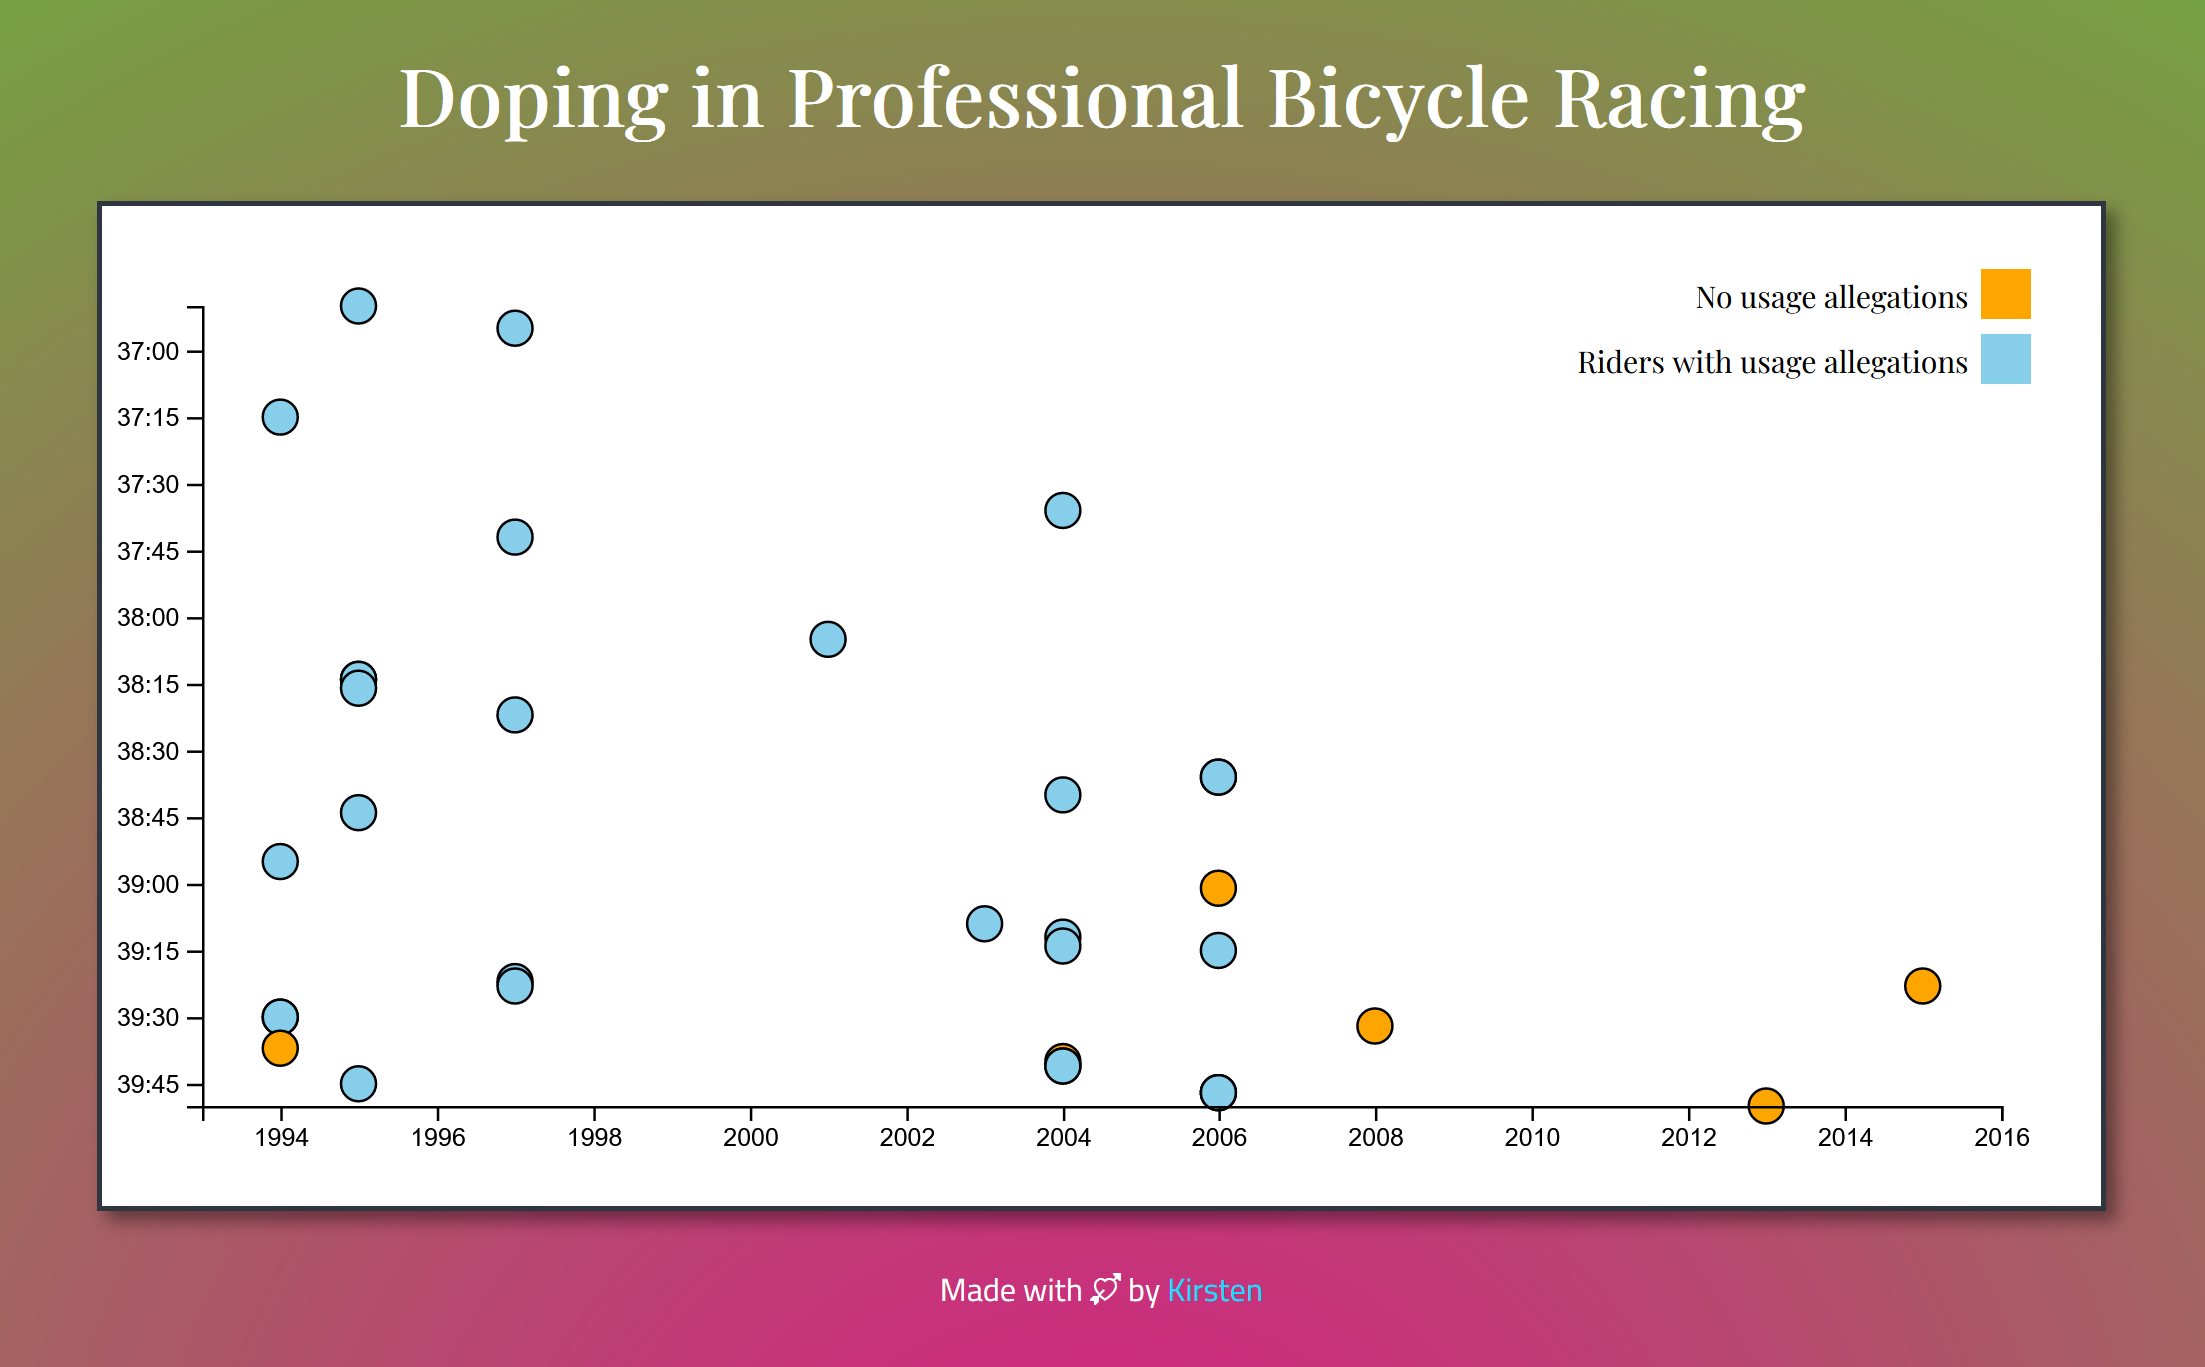 Doping in Professional Bicycle Racing
No usage allegations
Riders with usage allegations
37:00
37:15
37:30
37:45
38:00
38:15
38:30
38:45
39:00
39:15
39:30
39:45
1994 1996 1998 2000 2002 2004 2006 2008 2010 2012 2014 2016
Made with by Kirsten